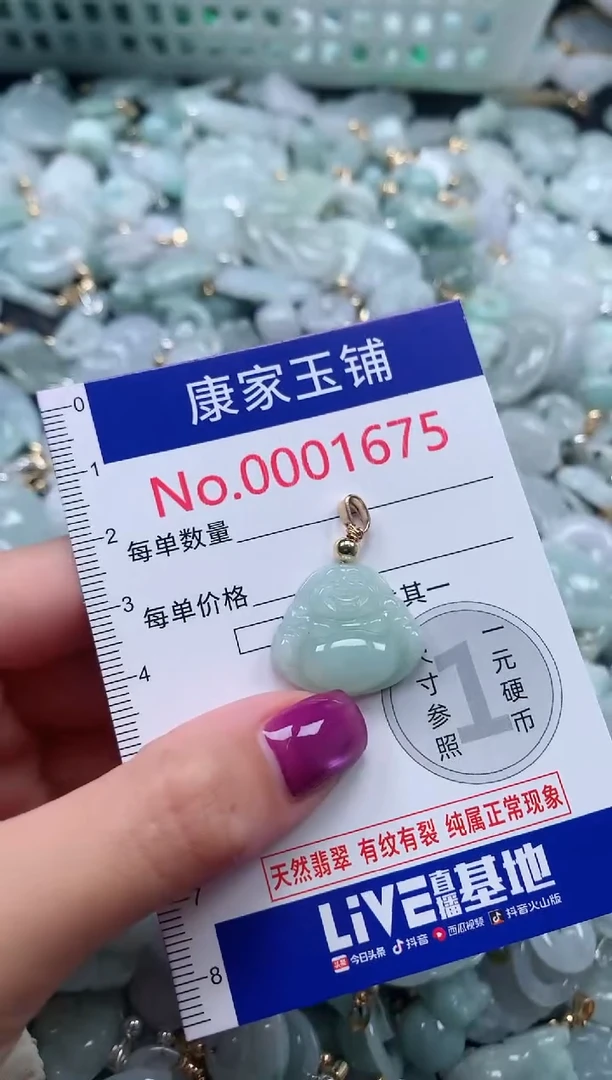 康家玉铺
No.0001675
每单数量
每单价格
其一
一元硬币
1
寸参照
0
1
2
3
4
7
8
天然翡翠 有纹有裂 纯属正常现象
LiVE直播基地
今日头条 抖音 西瓜视频 抖音火山版